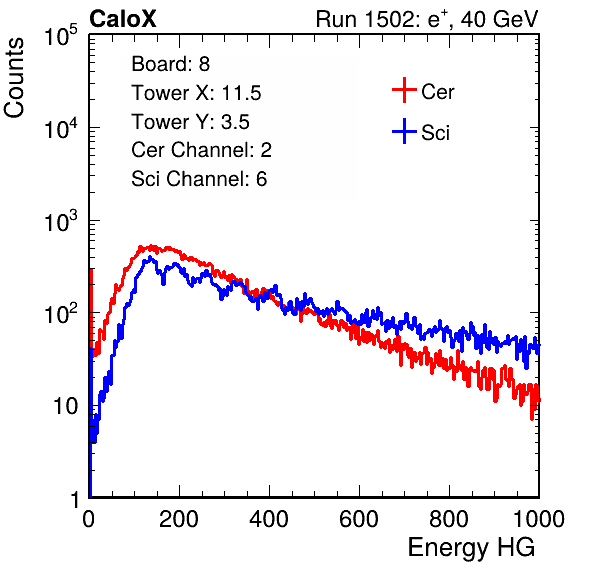 CaloX Run 1502: e⁺, 40 GeV
Counts
10⁵
10⁴
10³
10²
10
1
Board: 8
Tower X: 11.5
Tower Y: 3.5
Cer Channel: 2
Sci Channel: 6
Cer
Sci
0 200 400 600 800 1000
Energy HG